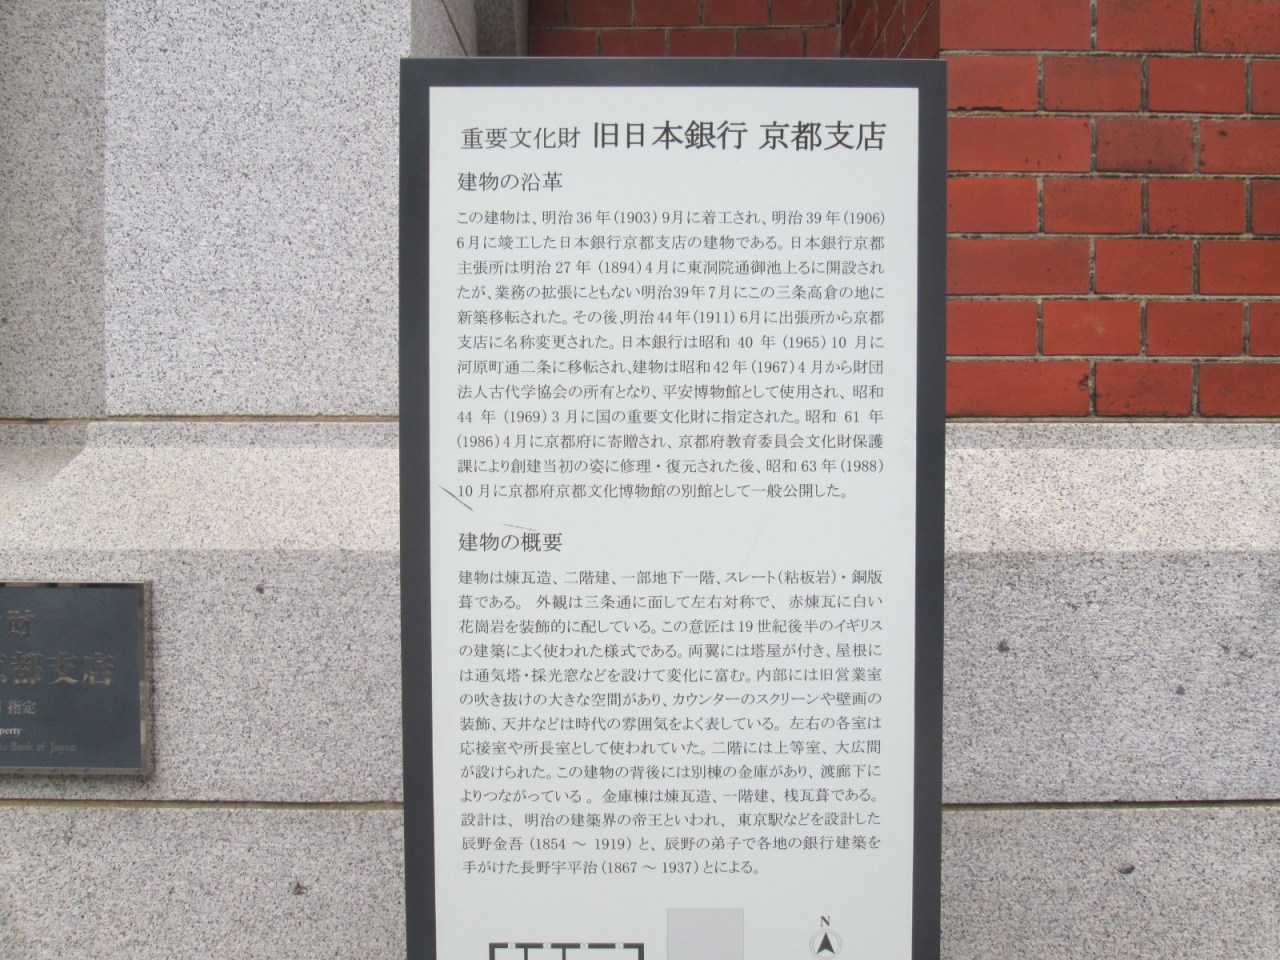 重要文化財 旧日本銀行 京都支店
建物の沿革
この建物は、明治36年(1903)9月に着工され、明治39年(1906)
6月に竣工した日本銀行京都支店の建物である。日本銀行京都
主張所は明治27年(1894)4月に東洞院通御池上るに開設され
たが、業務の拡張にともない明治39年7月にこの三条高倉の地に
新築移転された。その後、明治44年(1911)6月に出張所から京都
支店に名称変更された。日本銀行は昭和40年(1965)10月に
河原町通二条に移転され、建物は昭和42年(1967)4月から財団
法人古代学協会の所有となり、平安博物館として使用され、昭和
44年(1969)3月に国の重要文化財に指定された。昭和61年
(1986)4月に京都府に寄贈され、京都府教育委員会文化財保護
課により創建当初の姿に修理・復元された後、昭和63年(1988)
10月に京都府京都文化博物館の別館として一般公開した。
建物の概要
建物は煉瓦造、二階建、一部地下一階、スレート(粘板岩)・銅版
葺である。 外観は三条通に面して左右対称で、赤煉瓦に白い
花崗岩を装飾的に配している。この意匠は19世紀後半のイギリス
の建築によく使われた様式である。両翼には塔屋が付き、屋根に
は通気塔・採光窓などを設けて変化に富む。内部には旧営業室
の吹き抜けの大きな空間があり、カウンターのスクリーンや壁画の
装飾、天井などは時代の雰囲気をよく表している。左右の各室は
応接室や所長室として使われていた。二階には上等室、大広間
が設けられた。この建物の背後には別棟の金庫があり、渡廊下に
よりつながっている。金庫棟は煉瓦造、一階建、桟瓦葺である。
設計は、明治の建築界の帝王といわれ、東京駅などを設計した
辰野金吾(1854 ～ 1919)と、辰野の弟子で各地の銀行建築を
手がけた長野宇平治(1867 ～ 1937)とによる。
N
財
京都支店
指定
perty
Bank of Japan